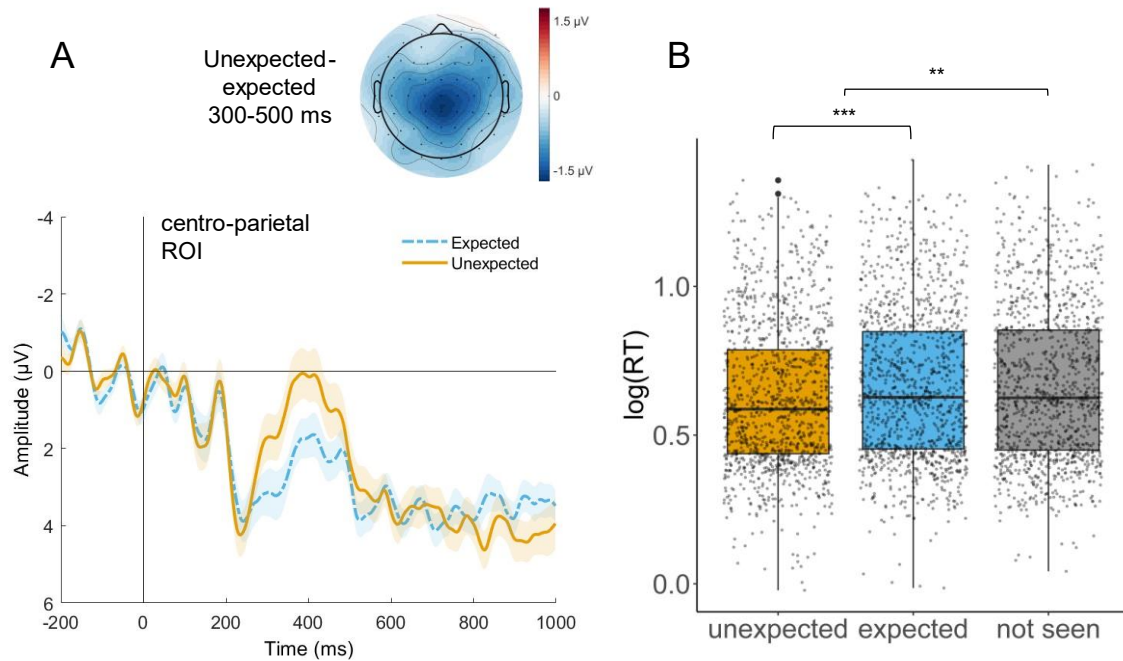 A
Unexpected-
expected
300-500 ms
1.5 µV
0
-1.5 µV
centro-parietal
ROI
Expected
Unexpected
-4
-2
0
2
4
6
Amplitude (µV)
-200
0
200
400
600
800
1000
Time (ms)
B
**
***
1.0
0.5
0.0
log(RT)
unexpected
expected
not seen